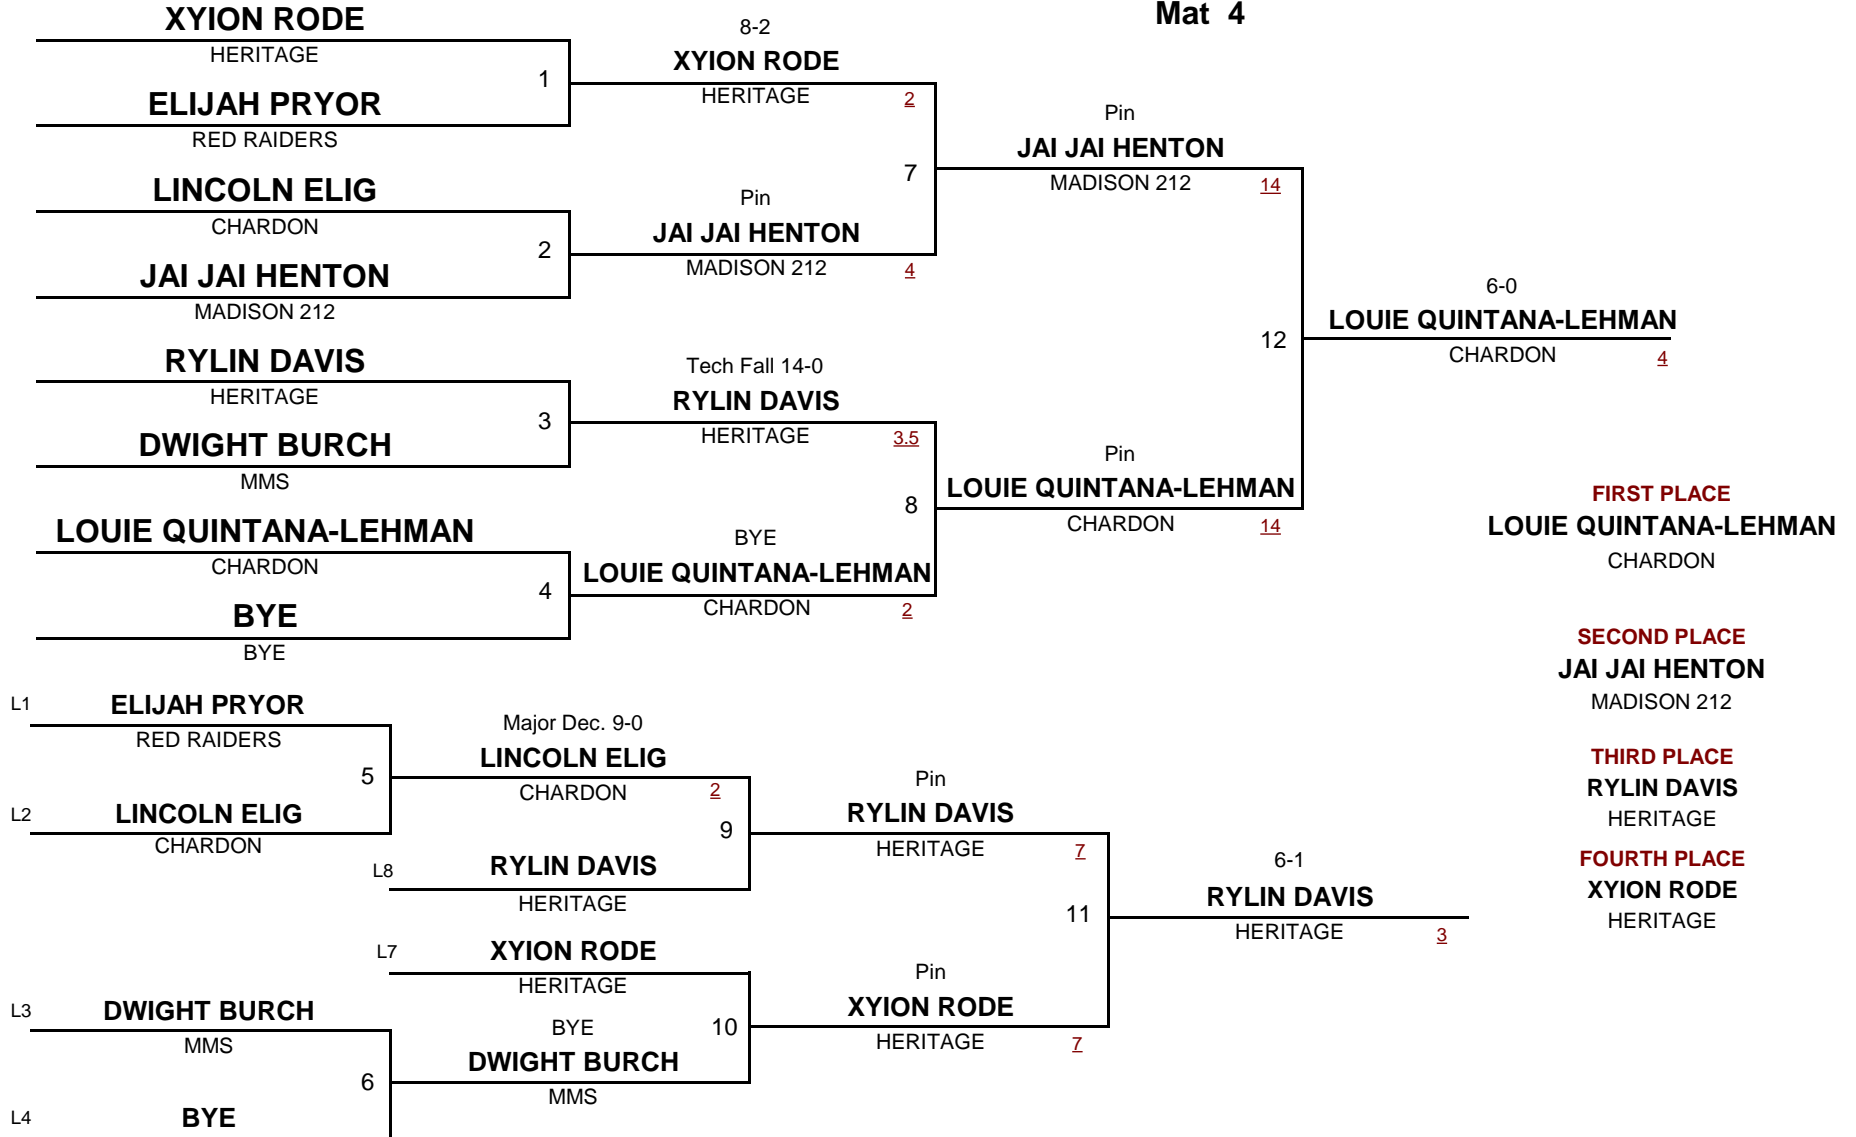 Mat 4
XYION RODE
HERITAGE
1
ELIJAH PRYOR
RED RAIDERS
LINCOLN ELIG
CHARDON
2
JAI JAI HENTON
MADISON 212
RYLIN DAVIS
HERITAGE
3
DWIGHT BURCH
MMS
LOUIE QUINTANA-LEHMAN
CHARDON
4
BYE
BYE
8-2
XYION RODE
HERITAGE 2
7
Pin
JAI JAI HENTON
MADISON 212 4
Tech Fall 14-0
RYLIN DAVIS
HERITAGE 3.5
8
BYE
LOUIE QUINTANA-LEHMAN
CHARDON 2
Pin
JAI JAI HENTON
MADISON 212 14
12
Pin
LOUIE QUINTANA-LEHMAN
CHARDON 14
6-0
LOUIE QUINTANA-LEHMAN
CHARDON 4
L1 ELIJAH PRYOR
RED RAIDERS
5
L2 LINCOLN ELIG
CHARDON
Major Dec. 9-0
LINCOLN ELIG
CHARDON 2
9
L8 RYLIN DAVIS
HERITAGE
L7 XYION RODE
HERITAGE
L3 DWIGHT BURCH
MMS
6
L4 BYE
BYE
10
DWIGHT BURCH
MMS
Pin
RYLIN DAVIS
HERITAGE 7
11
Pin
XYION RODE
HERITAGE 7
6-1
RYLIN DAVIS
HERITAGE 3
FIRST PLACE
LOUIE QUINTANA-LEHMAN
CHARDON
SECOND PLACE
JAI JAI HENTON
MADISON 212
THIRD PLACE
RYLIN DAVIS
HERITAGE
FOURTH PLACE
XYION RODE
HERITAGE